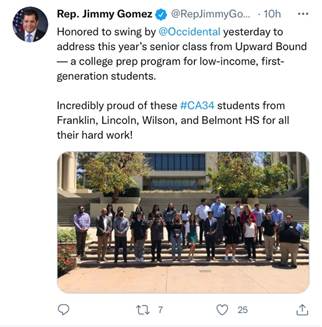 Rep. Jimmy Gomez @RepJimmyGo... · 10h
Honored to swing by @Occidental yesterday to
address this year's senior class from Upward Bound
— a college prep program for low-income, first-
generation students.
Incredibly proud of these #CA34 students from
Franklin, Lincoln, Wilson, and Belmont HS for all
their hard work!
7
25